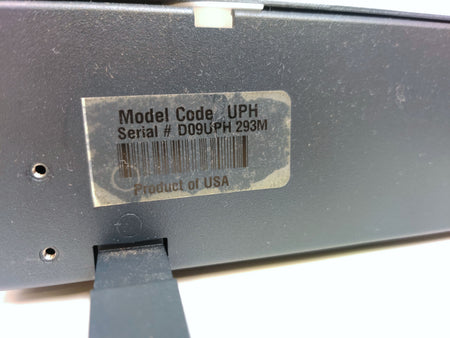 Model Code UPH
Serial # D09UPH 293M
Product of USA